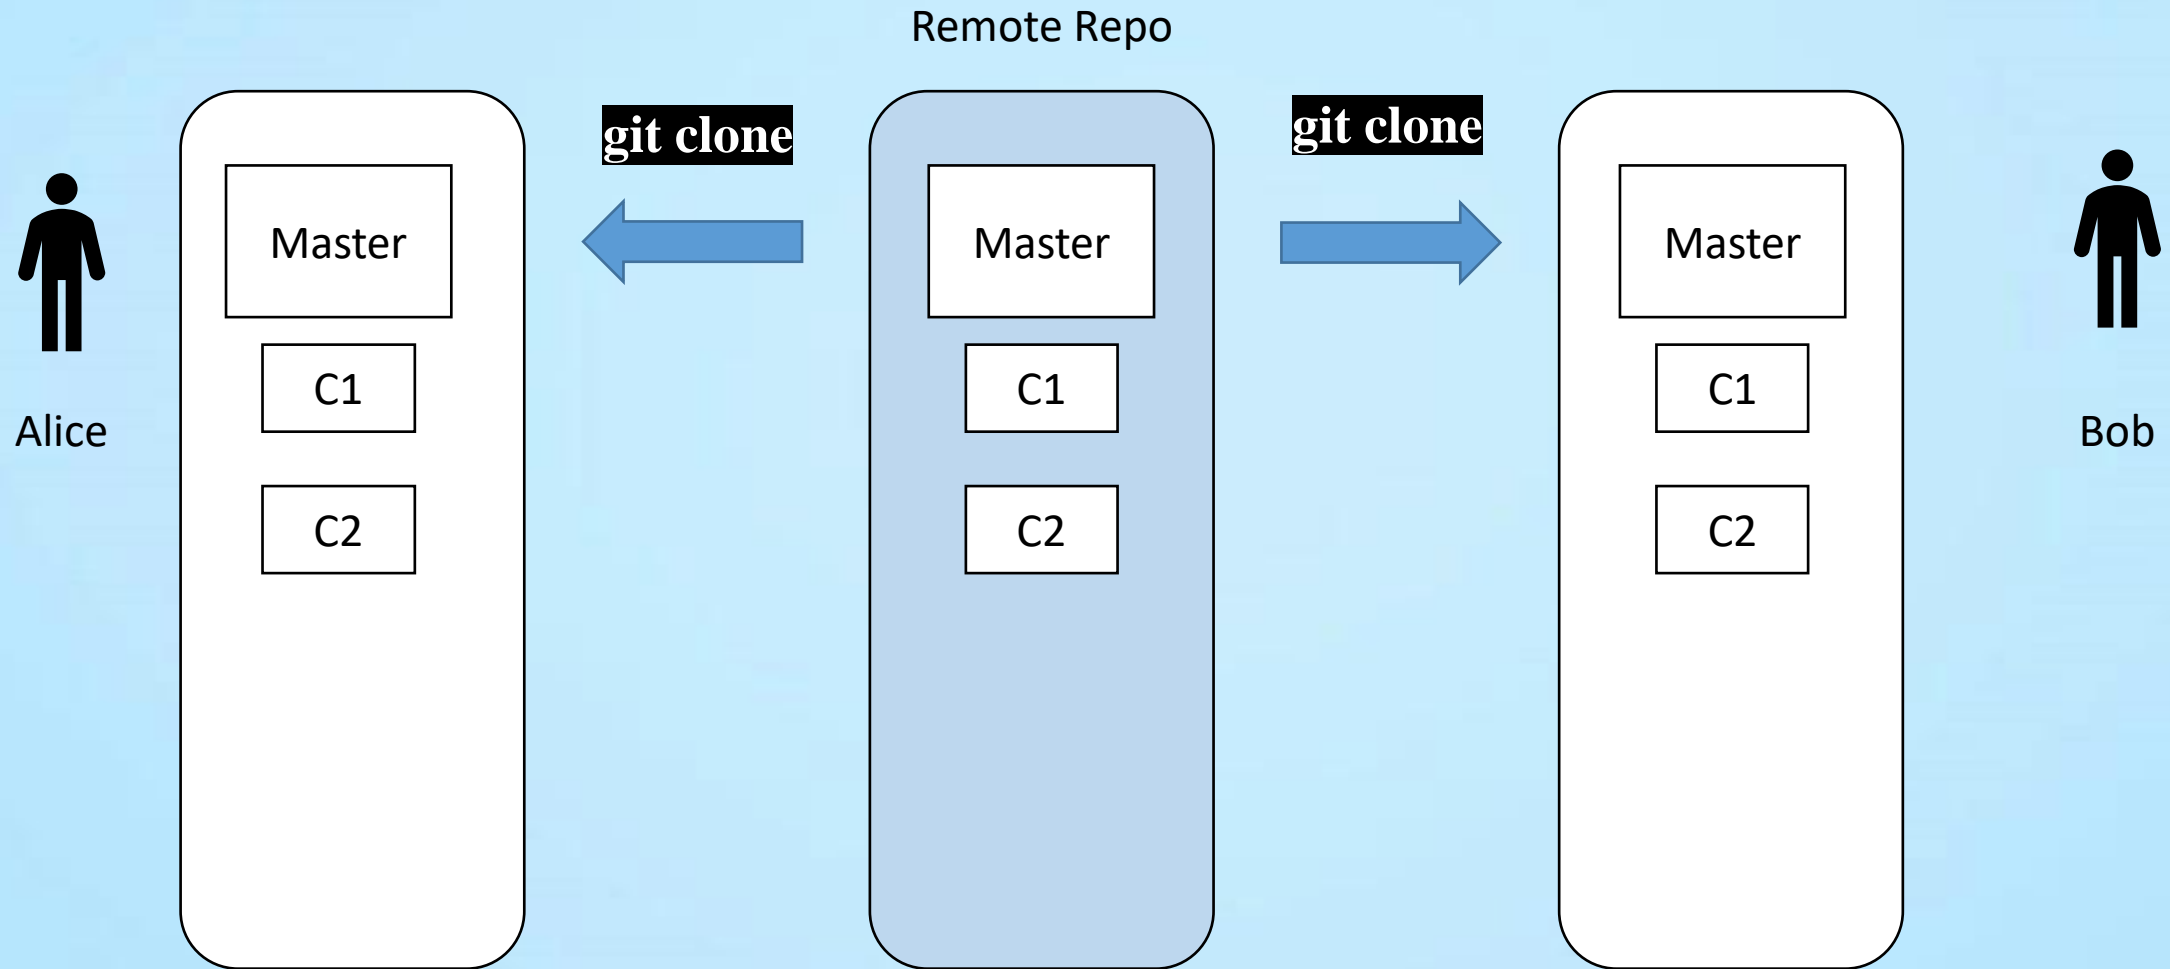 Remote Repo
git clone
git clone
Master
Master
Master
C1
C1
C1
Alice
Bob
C2
C2
C2